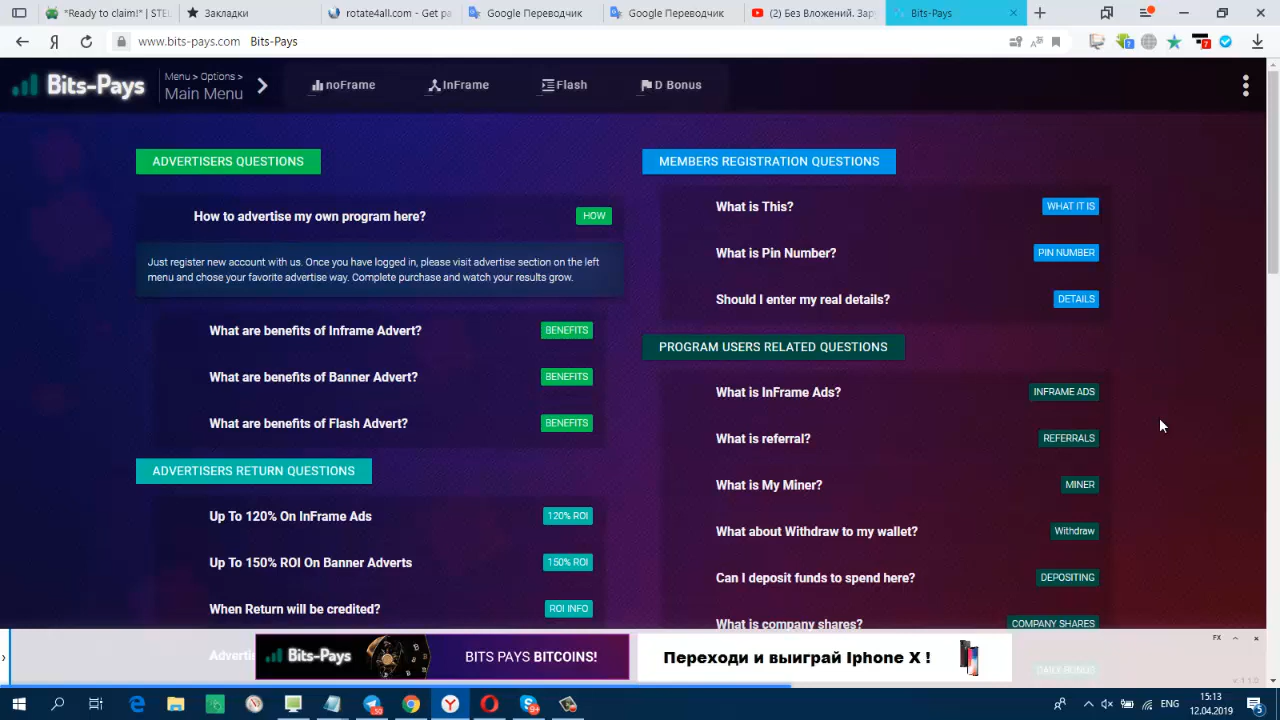 "Ready to claim!" * STEL
Закладки
rotate4all.com - Get pa
Google Переводчик
Google Переводчик
(2) Без Вложений. Зар
Bits-Pays
Я
www.bits-pays.com
Bits-Pays
7
7
Bits-Pays
Menu > Options >
Main Menu
noFrame
InFrame
Flash
D Bonus
ADVERTISERS QUESTIONS
How to advertise my own program here?
HOW
Just register new account with us. Once you have logged in, please visit advertise section on the left
menu and chose your favorite advertise way. Complete purchase and watch your results grow.
What are benefits of Inframe Advert?
BENEFITS
What are benefits of Banner Advert?
BENEFITS
What are benefits of Flash Advert?
BENEFITS
ADVERTISERS RETURN QUESTIONS
Up To 120% On InFrame Ads
120% ROI
Up To 150% ROI On Banner Adverts
150% ROI
When Return will be credited?
ROI INFO
MEMBERS REGISTRATION QUESTIONS
What is This?
WHAT IT IS
What is Pin Number?
PIN NUMBER
Should I enter my real details?
DETAILS
PROGRAM USERS RELATED QUESTIONS
What is InFrame Ads?
INFRAME ADS
What is referral?
REFERRALS
What is My Miner?
MINER
What about Withdraw to my wallet?
Withdraw
Can I deposit funds to spend here?
DEPOSITING
What is company shares?
COMPANY SHARES
DAILY BONUS
Bits-Pays
BITS PAYS BITCOINS!
Переходи и выиграй Iphone X !
FX
x 1.1.0
ENG
15:13
12.04.2019